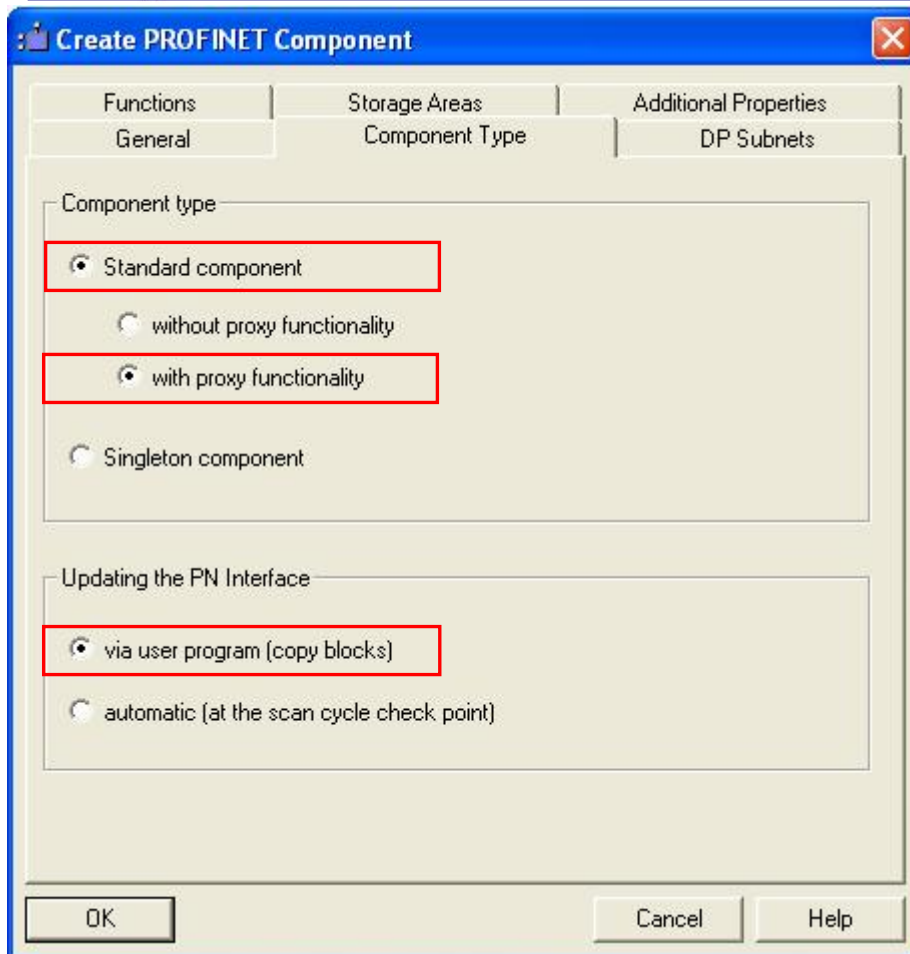 Create PROFINET Component
Functions
Storage Areas
Additional Properties
General
Component Type
DP Subnets
Component type
Standard component
without proxy functionality
with proxy functionality
Singleton component
Updating the PN Interface
via user program (copy blocks)
automatic (at the scan cycle check point)
OK
Cancel
Help